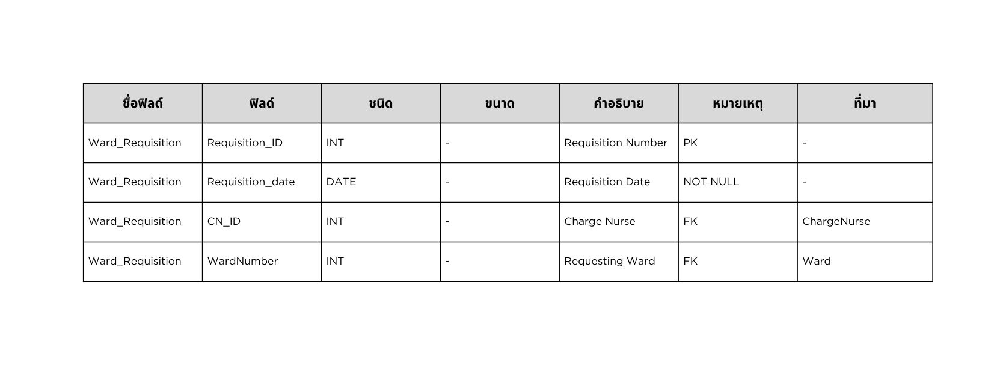 ชื่อฟิลด์ ฟิลด์ ชนิด ขนาด คำอธิบาย หมายเหตุ ที่มา
Ward_Requisition Requisition_ID INT - Requisition Number PK -
Ward_Requisition Requisition_date DATE - Requisition Date NOT NULL -
Ward_Requisition CN_ID INT - Charge Nurse FK ChargeNurse
Ward_Requisition WardNumber INT - Requesting Ward FK Ward